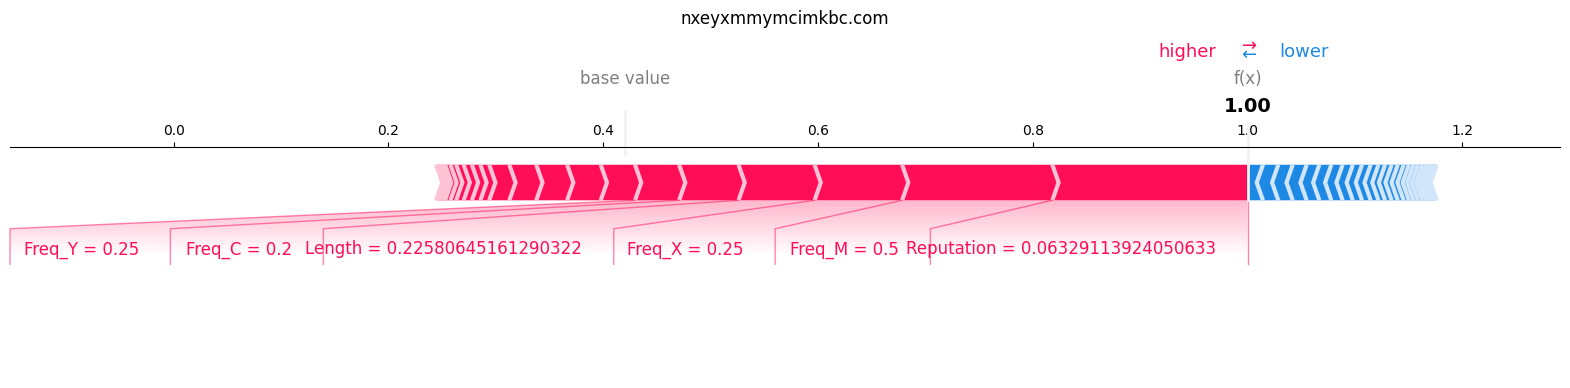 nxeyxmmymcimkbc.com
higher ⇄ lower
base value f(x)
1.00
0.0 0.2 0.4 0.6 0.8 1.0 1.2
Freq_Y = 0.25 Freq_C = 0.2 Length = 0.22580645161290322 Freq_X = 0.25 Freq_M = 0.5 Reputation = 0.06329113924050633